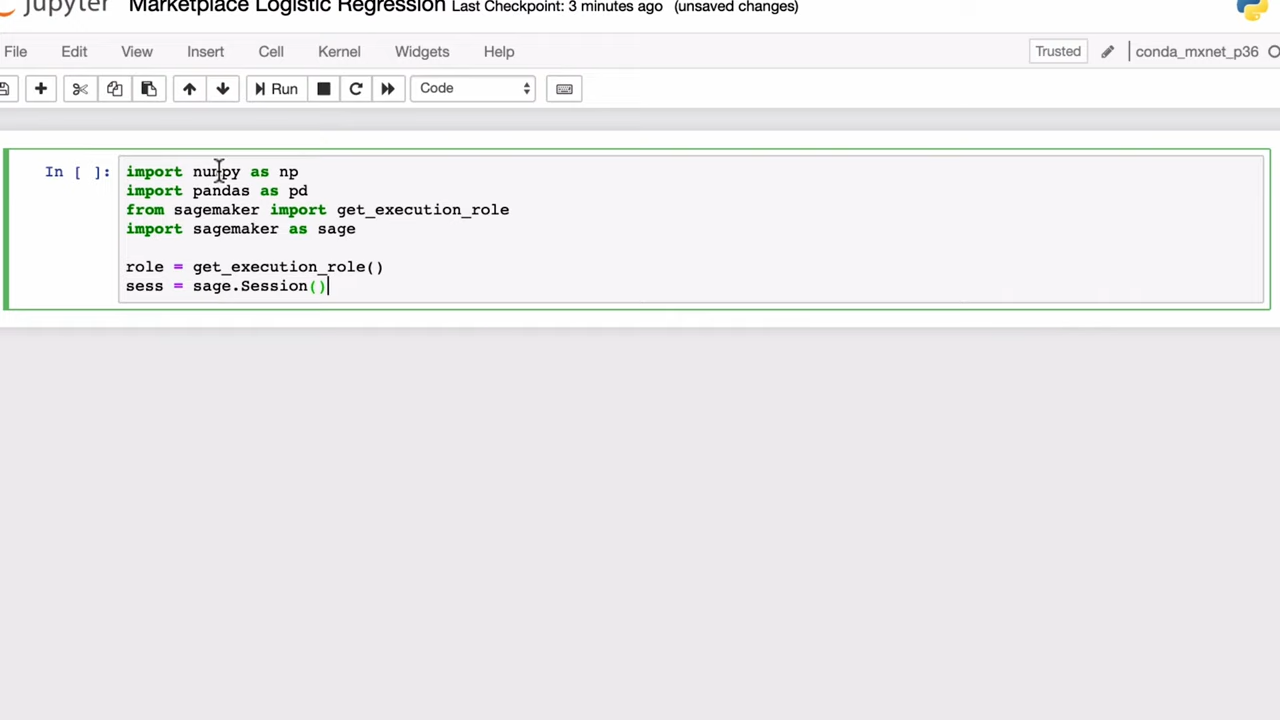 jupyter Marketplace Logistic Regression Last Checkpoint: 3 minutes ago (unsaved changes)
File Edit View Insert Cell Kernel Widgets Help Trusted conda_mxnet_p36
Run Code
In [ ]: import numpy as np
import pandas as pd
from sagemaker import get_execution_role
import sagemaker as sage
role = get_execution_role()
sess = sage.Session()